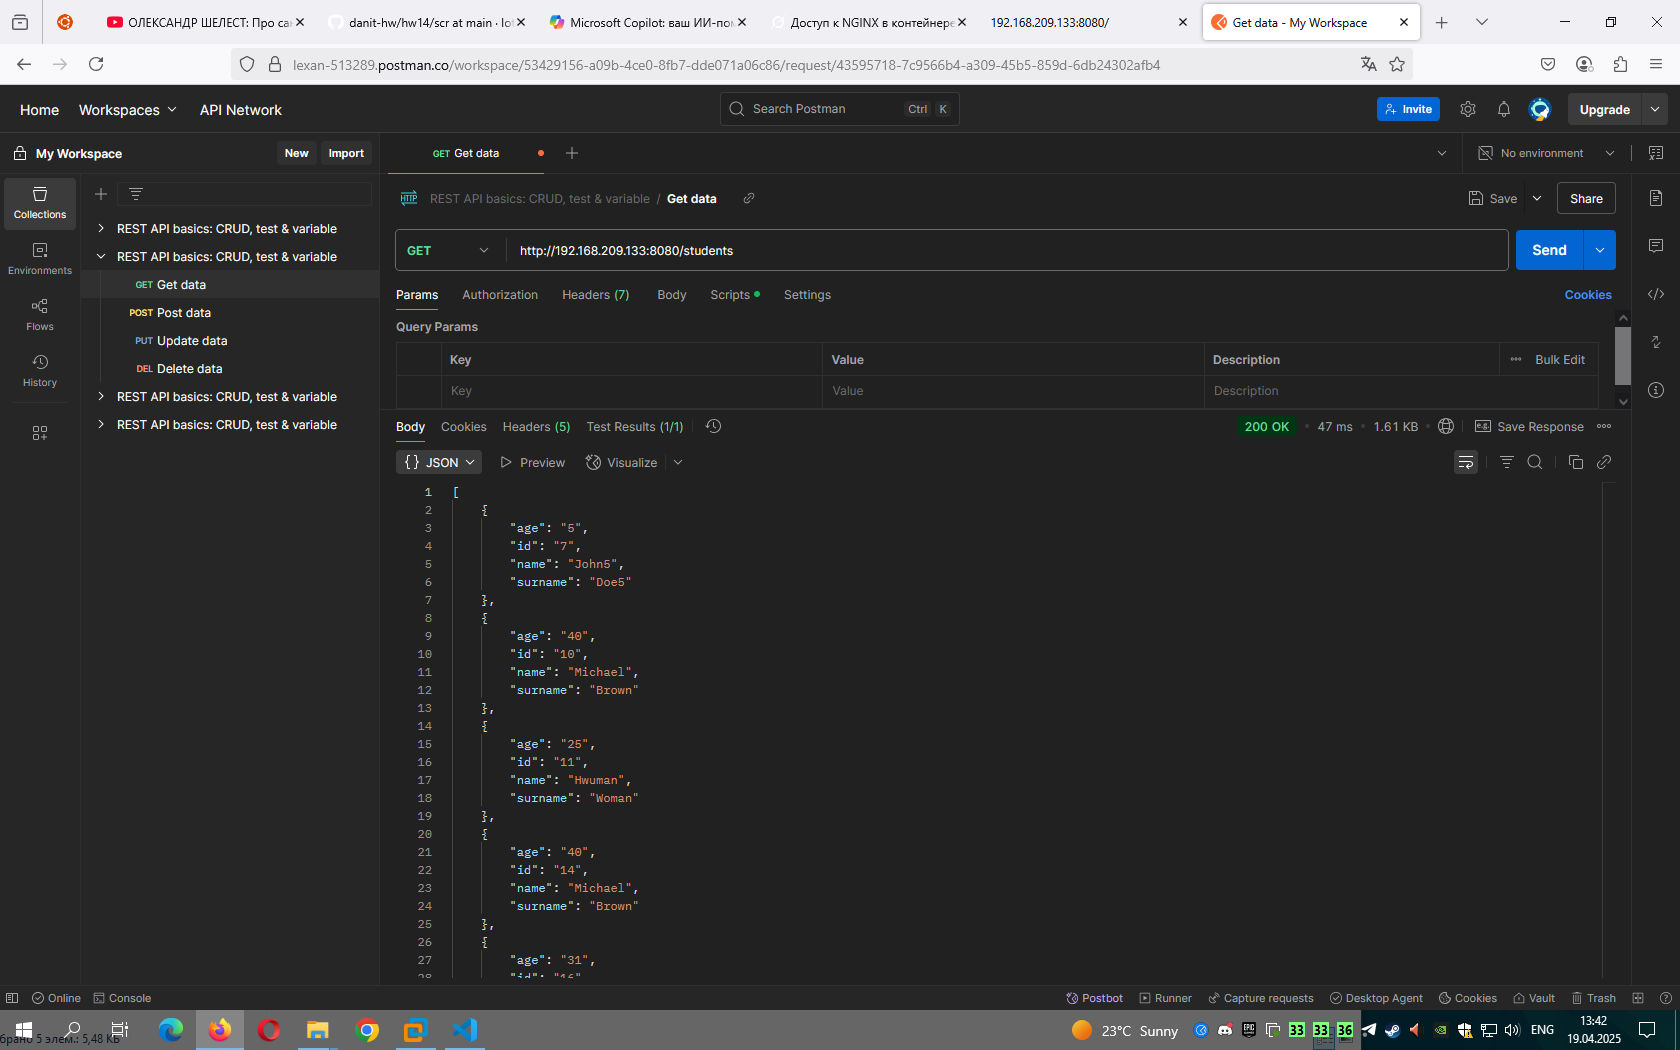 ОЛЕКСАНДР ШЕЛЕСТ: Про са
danit-hw/hw14/scr at main · Io
Microsoft Copilot: ваш ИИ-по
Доступ к NGINX в контейнере
192.168.209.133:8080/
Get data - My Workspace
lexan-513289.postman.co/workspace/53429156-a09b-4ce0-8fb7-dde071a06c86/request/43595718-7c9566b4-a309-45b5-859d-6db24302afb4
Home
Workspaces
API Network
Search Postman
Ctrl K
Invite
Upgrade
My Workspace
New
Import
GET Get data
No environment
Collections
Environments
Flows
History
REST API basics: CRUD, test & variable
REST API basics: CRUD, test & variable
GET Get data
POST Post data
PUT Update data
DEL Delete data
REST API basics: CRUD, test & variable
REST API basics: CRUD, test & variable
HTTP REST API basics: CRUD, test & variable / Get data
Save
Share
GET
http://192.168.209.133:8080/students
Send
Params
Authorization
Headers (7)
Body
Scripts
Settings
Cookies
Query Params
Key
Value
Description
Bulk Edit
Key
Value
Description
Body
Cookies
Headers (5)
Test Results (1/1)
200 OK
47 ms
1.61 KB
e.g.
Save Response
{} JSON
Preview
Visualize
1 [
2 {
3 "age": "5",
4 "id": "7",
5 "name": "John5",
6 "surname": "Doe5"
7 },
8 {
9 "age": "40",
10 "id": "10",
11 "name": "Michael",
12 "surname": "Brown"
13 },
14 {
15 "age": "25",
16 "id": "11",
17 "name": "Hwuman",
18 "surname": "Woman"
19 },
20 {
21 "age": "40",
22 "id": "14",
23 "name": "Michael",
24 "surname": "Brown"
25 },
26 {
27 "age": "31",
28 "id": "16"
Online
Console
Postbot
Runner
Capture requests
Desktop Agent
Cookies
Vault
Trash
брано 5 элем.: 5,48 КБ
23°C Sunny
33
33
36
ENG
13:42
19.04.2025